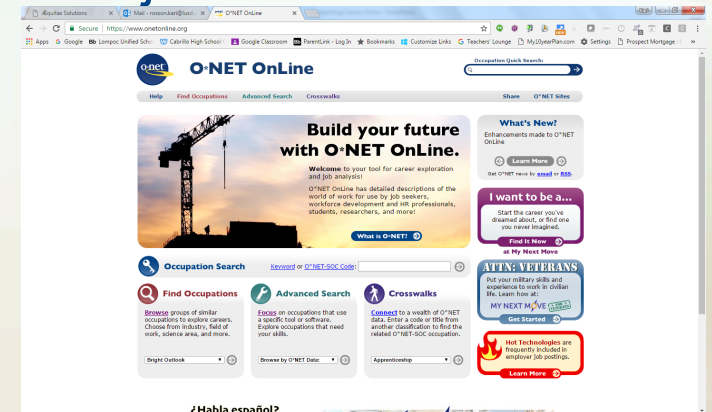 Æquitas Solutions
O*NET OnLine
Secure https://www.onetonline.org
Apps Google Lompoc Unified Scho Cabrillo High School Google Classroom ParentLink - Log In Bookmarks Customize Links Teachers' Lounge My10yearPlan.com Settings Prospect Mortgage
o*net O*NET OnLine
Occupation Quick Search:
Help Find Occupations Advanced Search Crosswalks Share O*NET Sites
Build your future
with O*NET OnLine.
Welcome to your tool for career exploration
and job analysis!
O*NET OnLine has detailed descriptions of the
world of work for use by job seekers,
workforce development and HR professionals,
students, researchers, and more!
What is O*NET?
What's New?
Enhancements made to O*NET
OnLine
Learn More
Get O*NET news by email or RSS.
I want to be a...
Start the career you've
dreamed about, or find one
you never imagined.
Find It Now
at My Next Move
ATTN: VETERANS
Put your military skills and
experience to work in civilian
life. Learn how at:
MY NEXT MOVE
Get Started
Hot Technologies are
frequently included in
employer job postings.
Learn More
Occupation Search Keyword or O*NET-SOC Code:
Find Occupations
Browse groups of similar
occupations to explore careers.
Choose from industry, field of
work, science area, and more.
Bright Outlook
Advanced Search
Focus on occupations that use
a specific tool or software.
Explore occupations that need
your skills.
Browse by O*NET Data:
Crosswalks
Connect to a wealth of O*NET
data. Enter a code or title from
another classification to find the
related O*NET-SOC occupation.
Apprenticeship
¿Habla español?